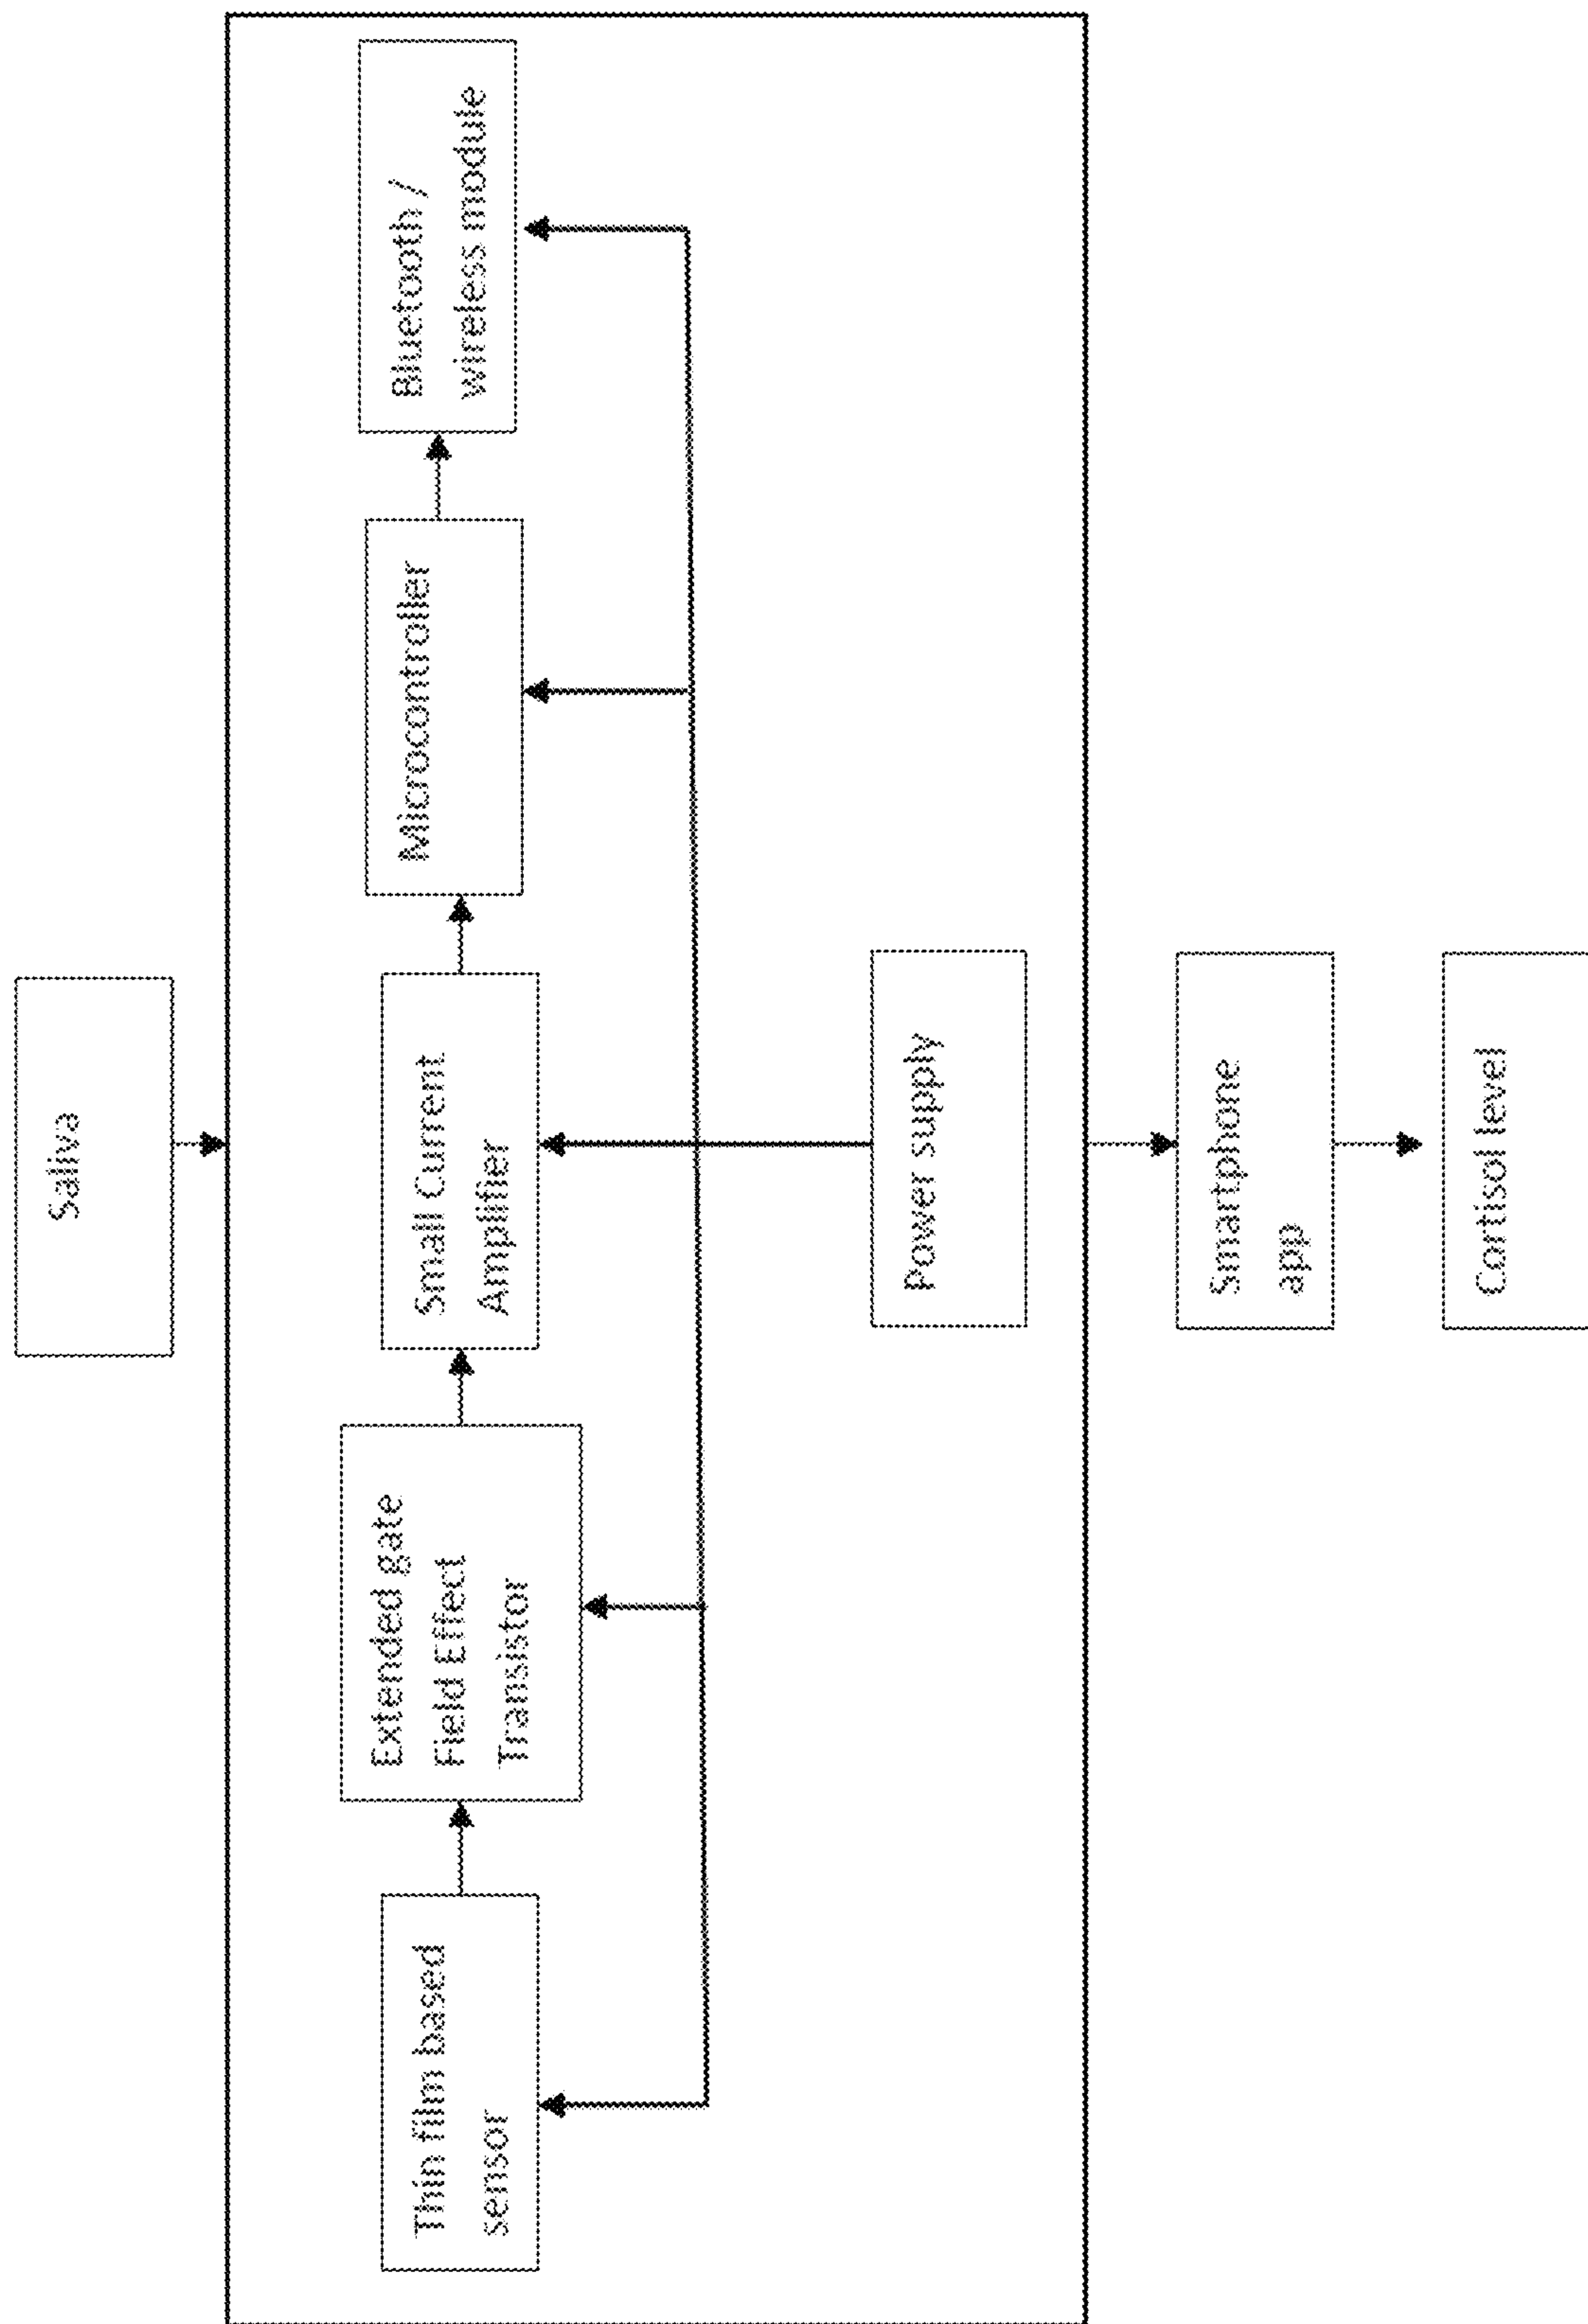 Saliva
Thin film based
sensor
Extended gate
Field Effect
Transistor
Small Current
Amplifier
Microcontroller
Bluetooth /
wireless module
Power supply
Smartphone
app
Cortisol level